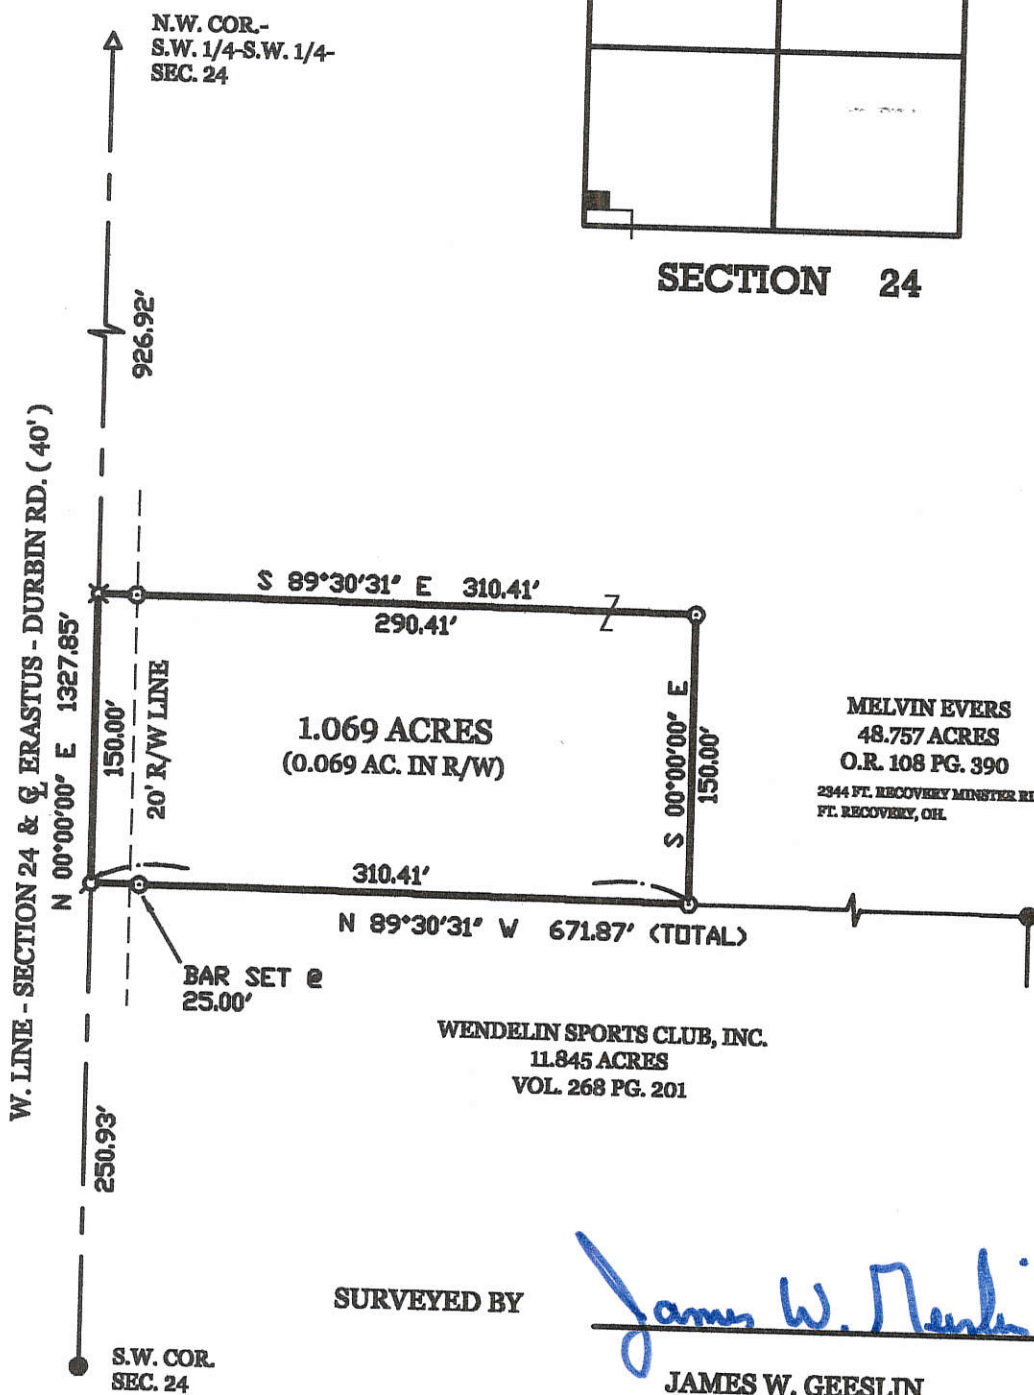 N.W. COR.-
S.W. 1/4-S.W. 1/4-
SEC. 24
SECTION 24
926.92'
W. LINE - SECTION 24 & ℄ ERASTUS - DURBIN RD. ( 40' )
N 00°00'00" E 1327.85'
150.00'
20' R/W LINE
S 89°30'31" E 310.41'
290.41'
1.069 ACRES
(0.069 AC. IN R/W)
S 00°00'00" E
150.00'
MELVIN EVERS
48.757 ACRES
O.R. 108 PG. 390
2344 FT. RECOVERY MINSTER
FT. RECOVERY, OH.
310.41'
N 89°30'31" W 671.87' (TOTAL)
BAR SET @
25.00'
WENDELIN SPORTS CLUB, INC.
11.845 ACRES
VOL. 268 PG. 201
250.93'
SURVEYED BY
James W. Geeslin
JAMES W. GEESLIN
S.W. COR.
SEC. 24